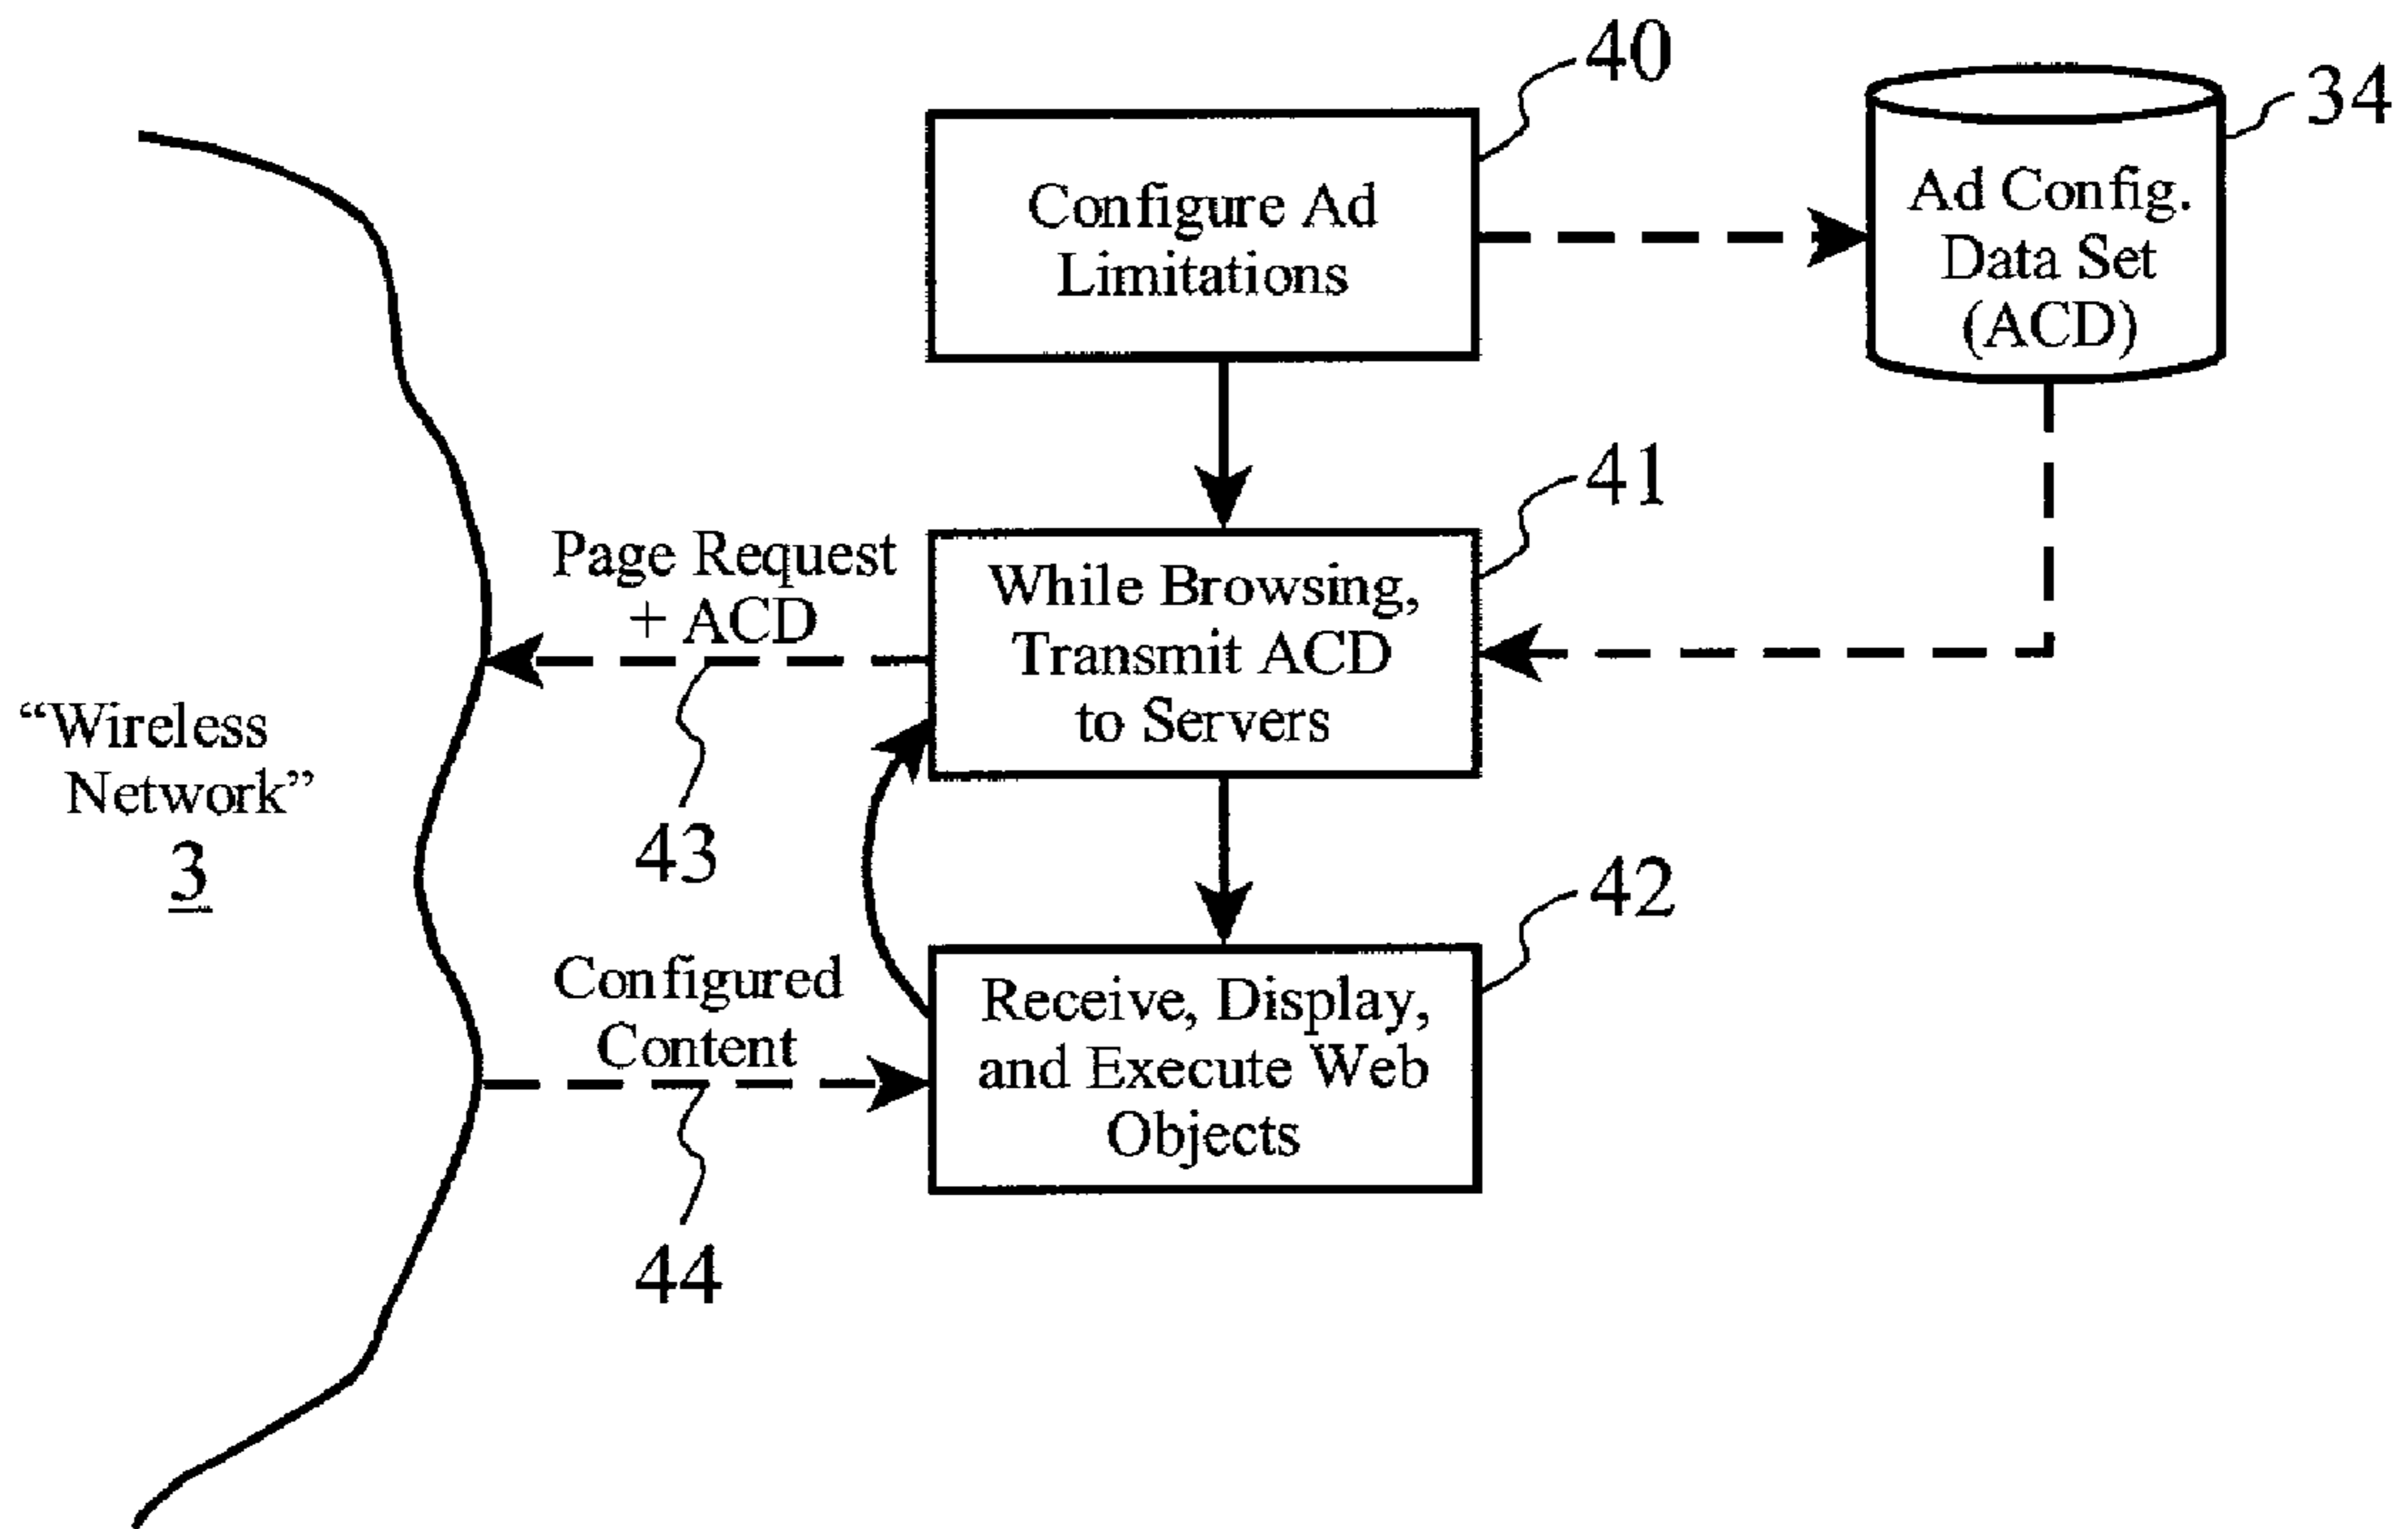 40
34
Configure Ad
Limitations
Ad Config.
Data Set
(ACD)
41
Page Request
+ ACD
While Browsing,
Transmit ACD
to Servers
“Wireless
Network”
3
43
42
Configured
Content
Receive, Display,
and Execute Web
Objects
44